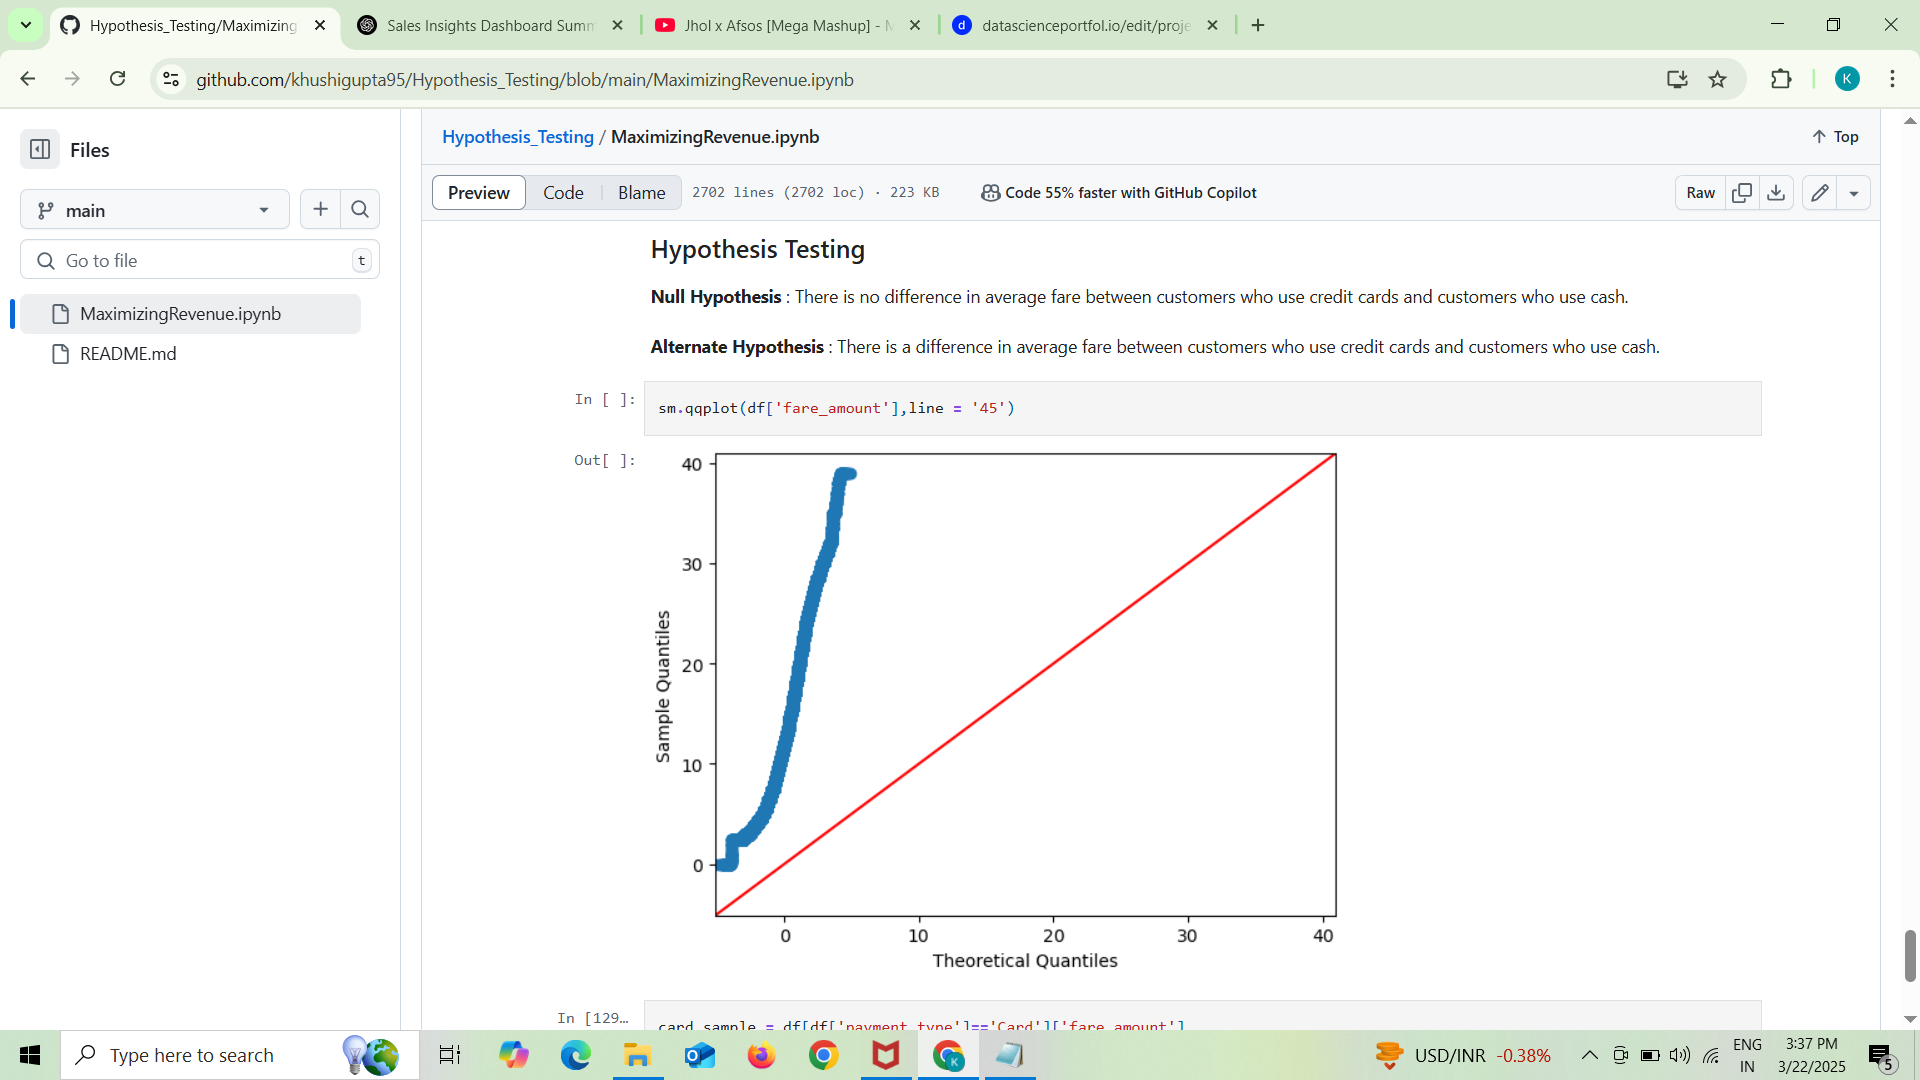 Hypothesis_Testing/Maximizing
Sales Insights Dashboard Summ
Jhol x Afsos [Mega Mashup] - M
datascienceportfol.io/edit/proje
github.com/khushigupta95/Hypothesis_Testing/blob/main/MaximizingRevenue.ipynb
K
Files
Hypothesis_Testing / MaximizingRevenue.ipynb
Top
main
Preview
Code
Blame
2702 lines (2702 loc) · 223 KB
Code 55% faster with GitHub Copilot
Raw
Go to file
t
MaximizingRevenue.ipynb
README.md
Hypothesis Testing
Null Hypothesis : There is no difference in average fare between customers who use credit cards and customers who use cash.
Alternate Hypothesis : There is a difference in average fare between customers who use credit cards and customers who use cash.
In [ ]:
sm.qqplot(df['fare_amount'],line = '45')
Out[ ]:
40
30
20
10
0
Sample Quantiles
0 10 20 30 40
Theoretical Quantiles
In [129…
card_sample = df[df['payment_type']=='Card']['fare_amount']
Type here to search
USD/INR -0.38%
ENG
IN
3:37 PM
3/22/2025
5